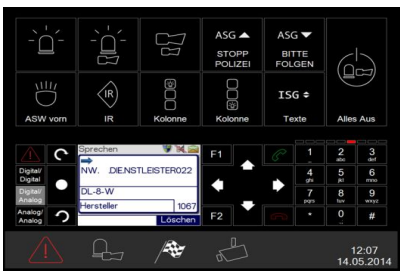 ASG ▲
STOPP
POLIZEI
ASG ▼
BITTE
FOLGEN
ASW vorn
IR
IR
Kolonne
Kolonne
ISG
Texte
Alles Aus
Sprechen
NW. .DIENSTLEISTER022
DL-8-W
Hersteller 1067
Löschen
Digital/
Digital
Digital/
Analog
Analog/
Analog
F1
F2
1 2 abc 3 def
4 ghi 5 jkl 6 mno
7 pqrs 8 tuv 9 wxyz
* 0 #
12:07
14.05.2014